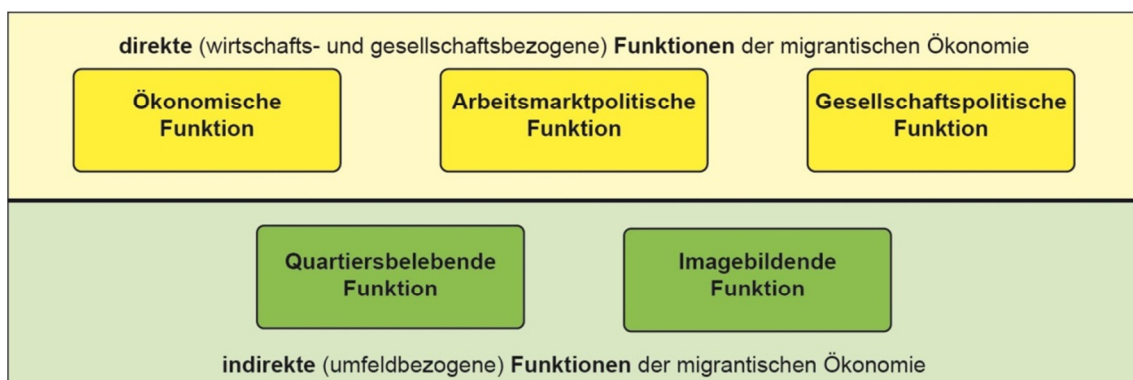 direkte (wirtschafts- und gesellschaftsbezogene) Funktionen der migrantischen Ökonomie
Ökonomische
Funktion
Arbeitsmarktpolitische
Funktion
Gesellschaftspolitische
Funktion
Quartiersbelebende
Funktion
Imagebildende
Funktion
indirekte (umfeldbezogene) Funktionen der migrantischen Ökonomie